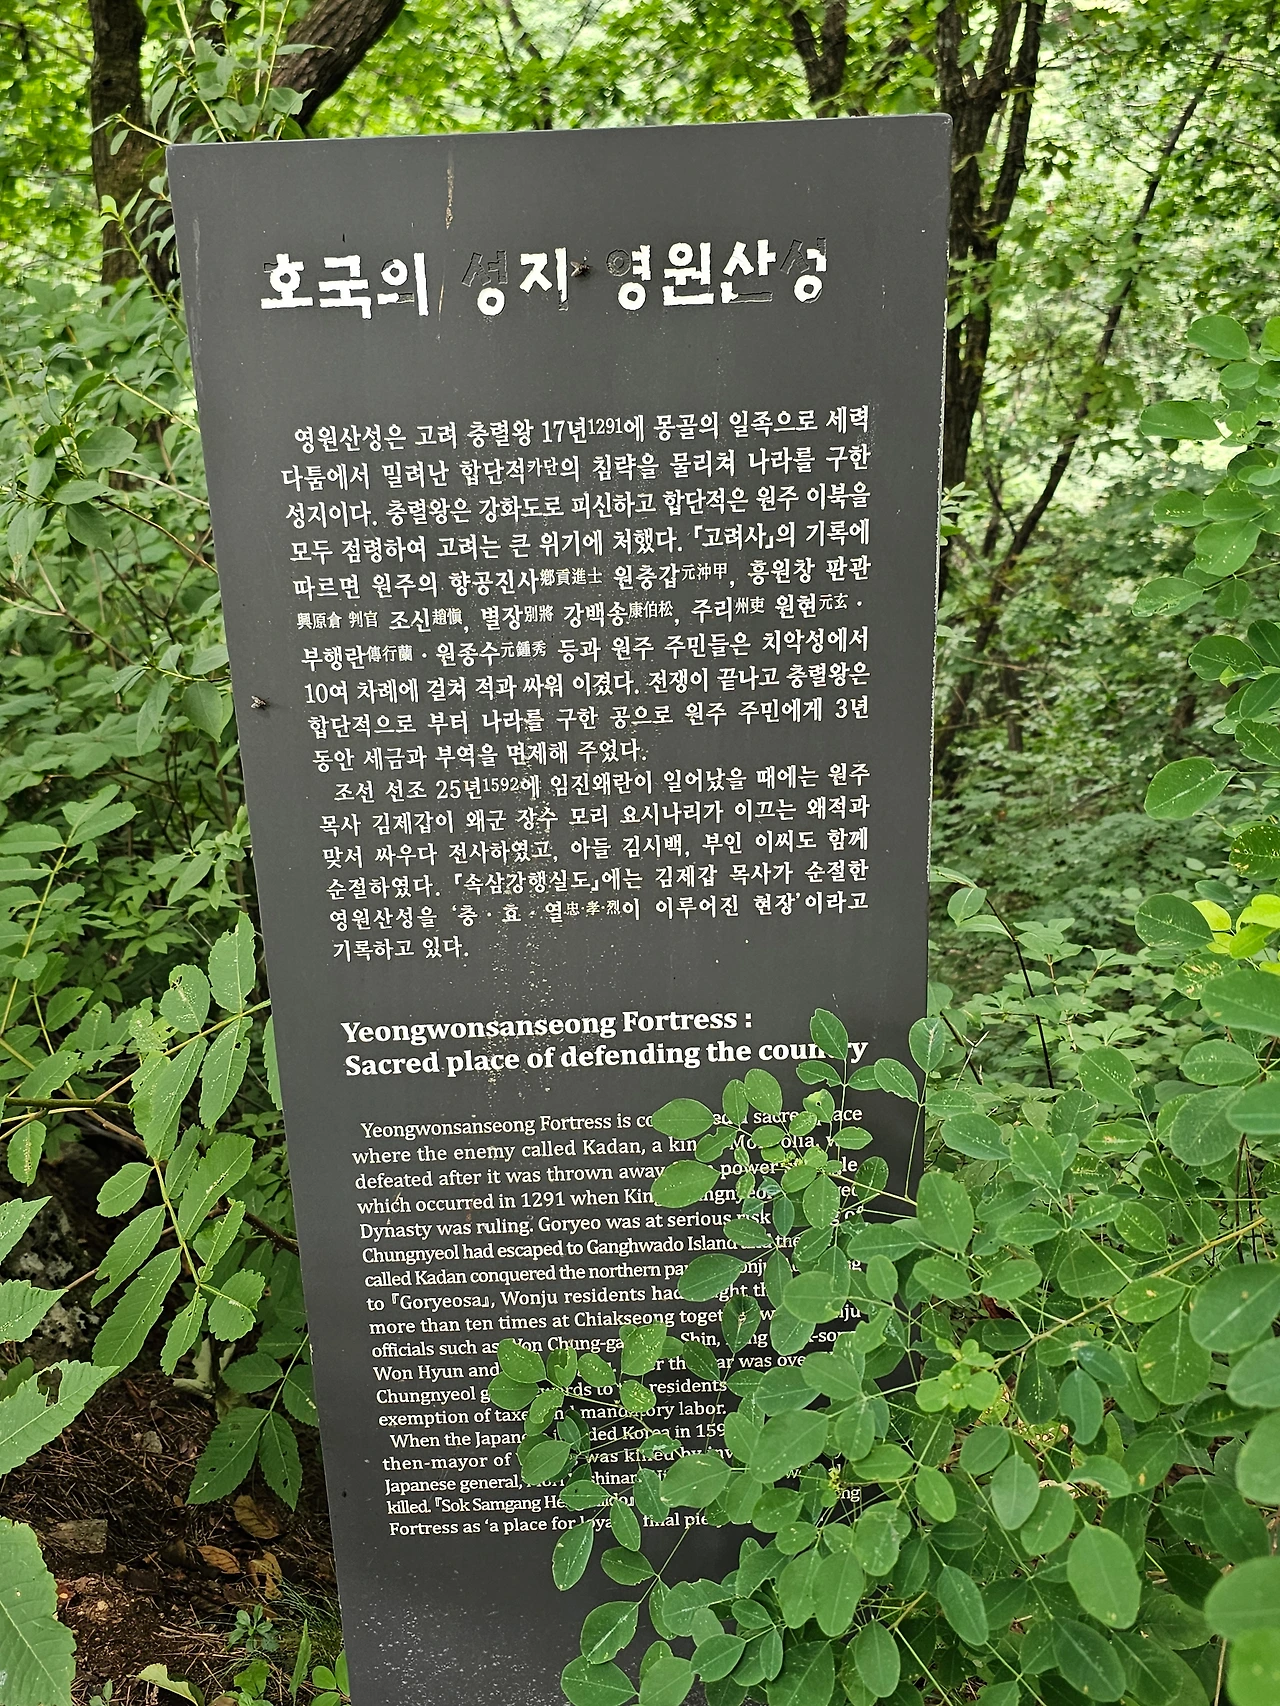 호국의 성지 영원산성
영원산성은 고려 충렬왕 17년1291에 몽골의 일족으로 세력
다툼에서 밀려난 합단적카단의 침략을 물리쳐 나라를 구한
성지이다. 충렬왕은 강화도로 피신하고 합단적은 원주 이북을
모두 점령하여 고려는 큰 위기에 처했다. 『고려사』의 기록에
따르면 원주의 향공진사鄕貢進士 원충갑元沖甲, 흥원창 판관
興原倉 判官 조신趙愼, 별장別將 강백송康伯松, 주리州吏 원현元玄 ·
부행란傅行蘭 · 원종수元鍾秀 등과 원주 주민들은 치악성에서
10여 차례에 걸쳐 적과 싸워 이겼다. 전쟁이 끝나고 충렬왕은
합단적으로 부터 나라를 구한 공으로 원주 주민에게 3년
동안 세금과 부역을 면제해 주었다.
조선 선조 25년1592에 임진왜란이 일어났을 때에는 원주
목사 김제갑이 왜군 장수 모리 요시나리가 이끄는 왜적과
맞서 싸우다 전사하였고, 아들 김시백, 부인 이씨도 함께
순절하였다. 『속삼강행실도』에는 김제갑 목사가 순절한
영원산성을 ‘충 · 효 · 열忠·孝·烈이 이루어진 현장’이라고
기록하고 있다.
Yeongwonsanseong Fortress :
Sacred place of defending the country
Yeongwonsanseong Fortress is sacred place
where the enemy called Kadan, a
defeated after it was thrown away power
which occurred in 1291 when King
Dynasty was ruling. Goryeo was at serious risk
Chungnyeol had escaped to Ganghwado Island and the
called Kadan conquered the northern
to 『Goryeosa』, Wonju residents had
more than ten times at Chiakseong
officials such as Won Shin,
Won Hyun and was
Chungnyeol to residents
exemption of mandatory labor.
When the Korea in
then-mayor of was killed by
Japanese general,
killed. 『Sok Samgang
Fortress as ‘a place for final